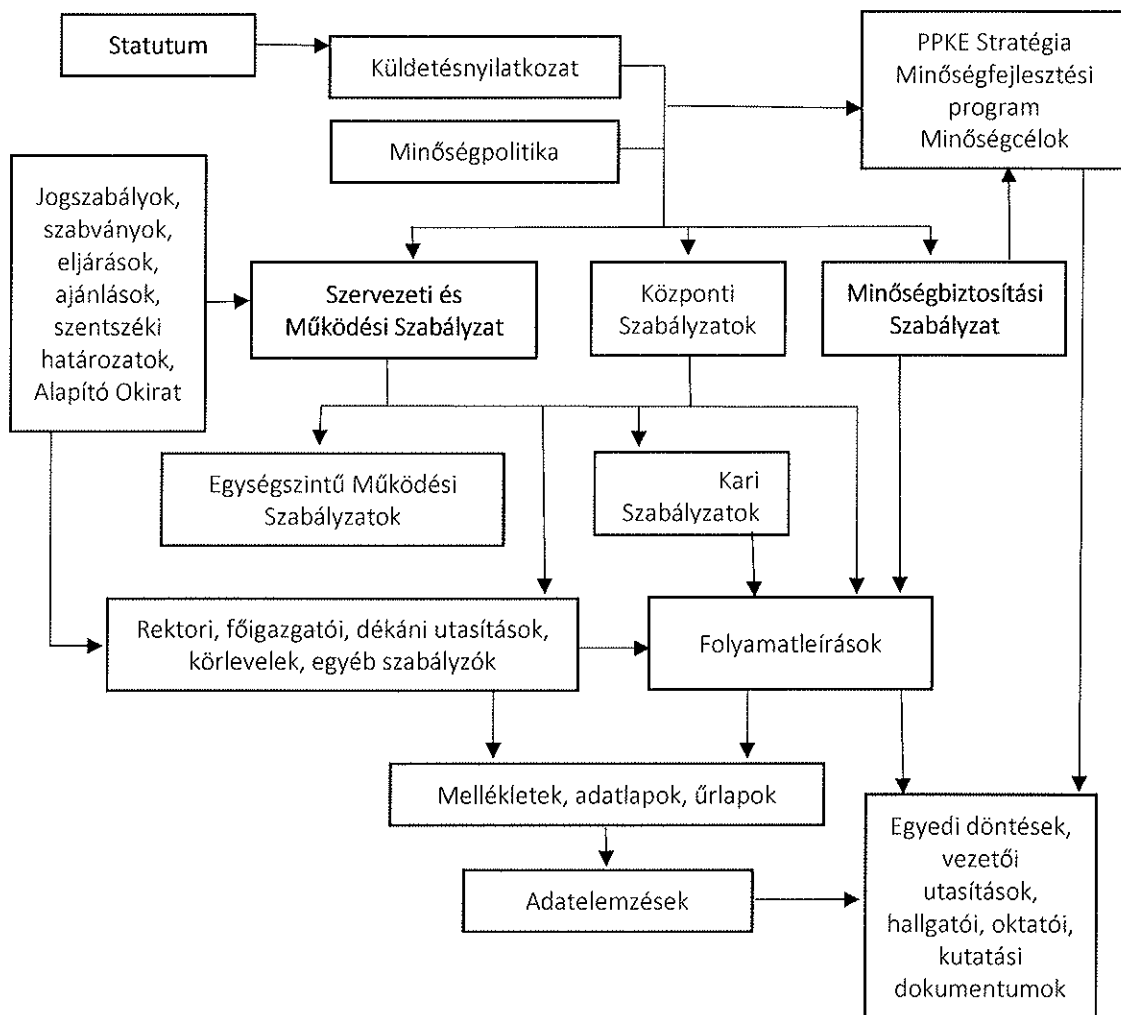 Statutum
Küldetésnyilatkozat
PPKE Stratégia
Minőségfejlesztési
program
Minőségcélok
Minőségpolitika
Jogszabályok,
szabványok,
eljárások,
ajánlások,
szentszéki
határozatok,
Alapító Okirat
Szervezeti és
Működési Szabályzat
Központi
Szabályzatok
Minőségbiztosítási
Szabályzat
Egységszintű Működési
Szabályzatok
Kari
Szabályzatok
Rektori, főigazgatói, dékáni utasítások,
körlevelek, egyéb szabályzók
Folyamatleírások
Mellékletek, adatlapok, űrlapok
Adatelemzések
Egyedi döntések,
vezetői
utasítások,
hallgatói, oktatói,
kutatási
dokumentumok